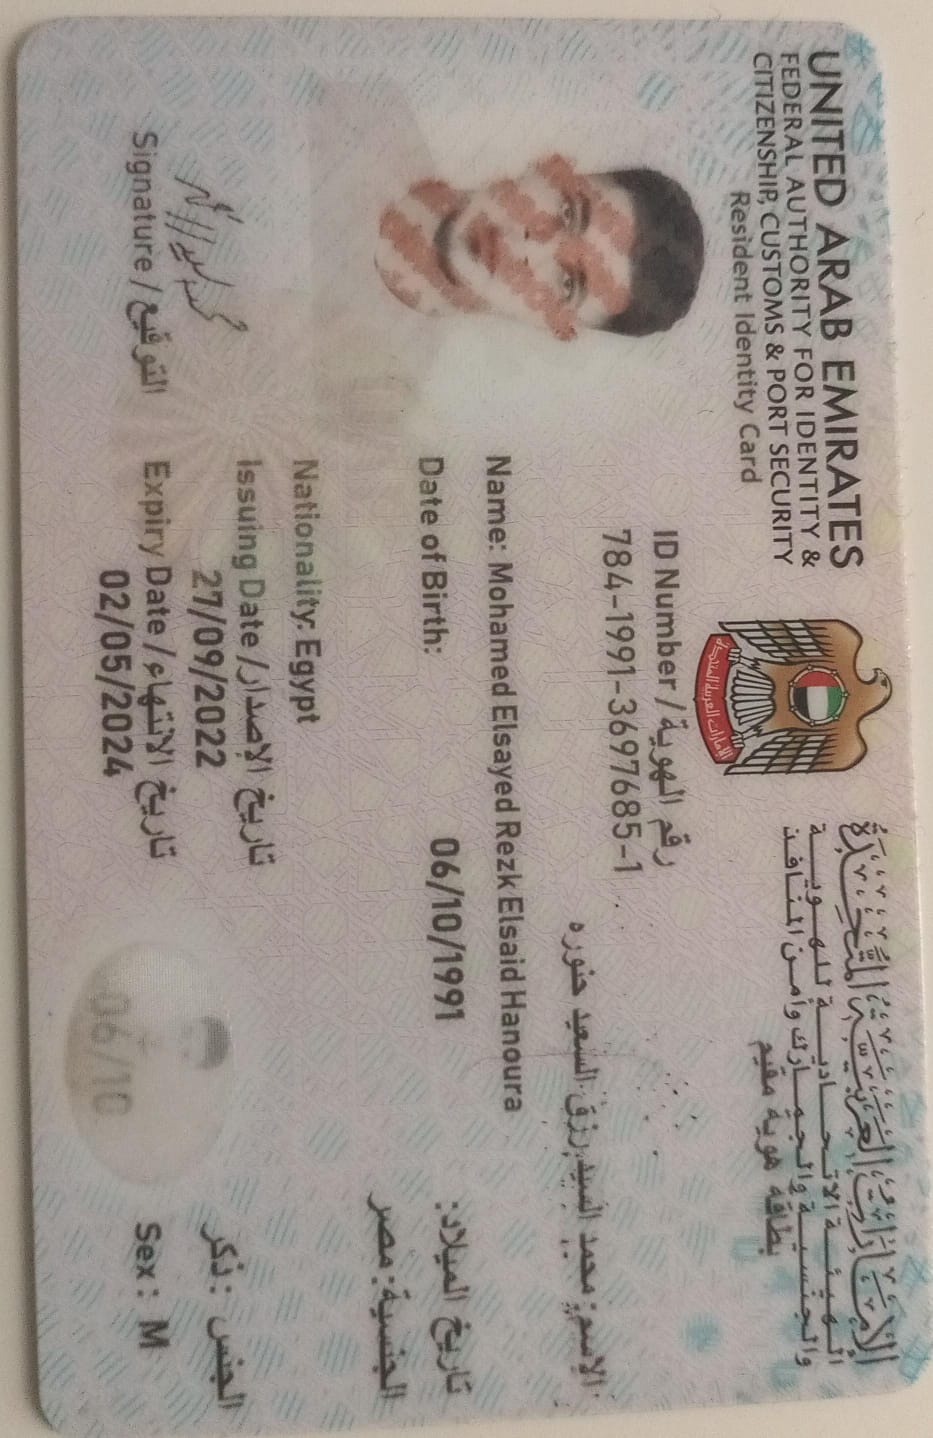 UNITED ARAB EMIRATES
FEDERAL AUTHORITY FOR IDENTITY &
CITIZENSHIP, CUSTOMS & PORT SECURITY
Resident Identity Card
الإمارات العربية المتحدة
الهيئة الاتحادية للهوية
والجنسية والجمارك وأمن المنافذ
بطاقة هوية مقيم
الإمارات العربية المتحدة
ID Number / رقم الهوية
784-1991-3697685-1
الإسم: محمد السيد رزق السعيد حنوره
Name: Mohamed Elsayed Rezk Elsaid Hanoura
Date of Birth: 06/10/1991 تاريخ الميلاد:
الجنسية: مصر
Nationality: Egypt
Issuing Date / تاريخ الإصدار
27/09/2022
Expiry Date / تاريخ الانتهاء
02/05/2024
الجنس: ذكر
Sex: M
Signature / التوقيع
06/10